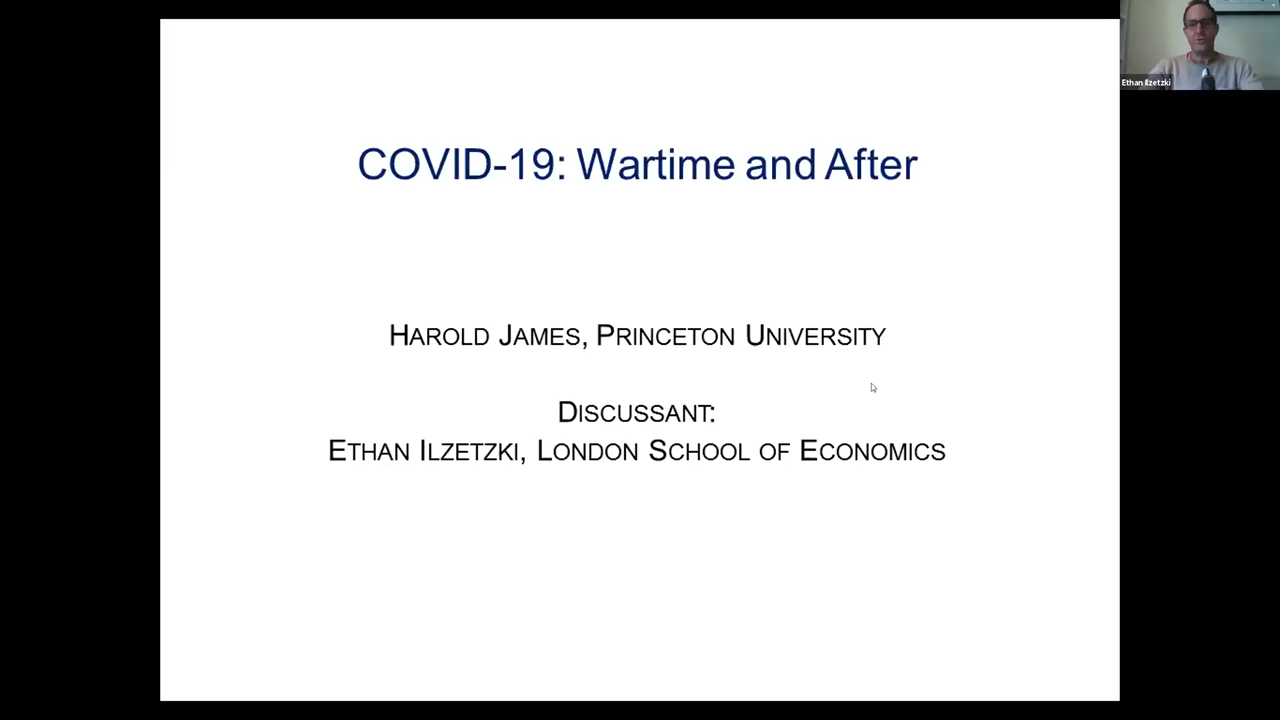 COVID-19: Wartime and After
HAROLD JAMES, PRINCETON UNIVERSITY
DISCUSSANT:
ETHAN ILZETZKI, LONDON SCHOOL OF ECONOMICS
Ethan Ilzetzki